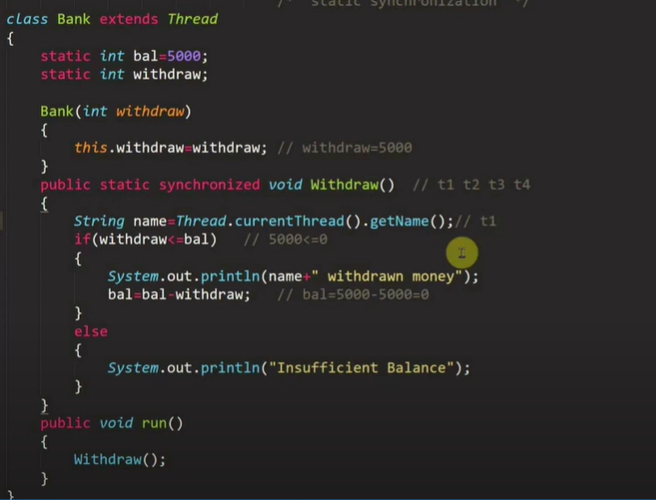 /* static synchronization */
class Bank extends Thread
{
static int bal=5000;
static int withdraw;
Bank(int withdraw)
{
this.withdraw=withdraw; // withdraw=5000
}
public static synchronized void Withdraw() // t1 t2 t3 t4
{
String name=Thread.currentThread().getName();// t1
if(withdraw<=bal) // 5000<=0
{
System.out.println(name+" withdrawn money");
bal=bal-withdraw; // bal=5000-5000=0
}
else
{
System.out.println("Insufficient Balance");
}
}
public void run()
{
Withdraw();
}
}